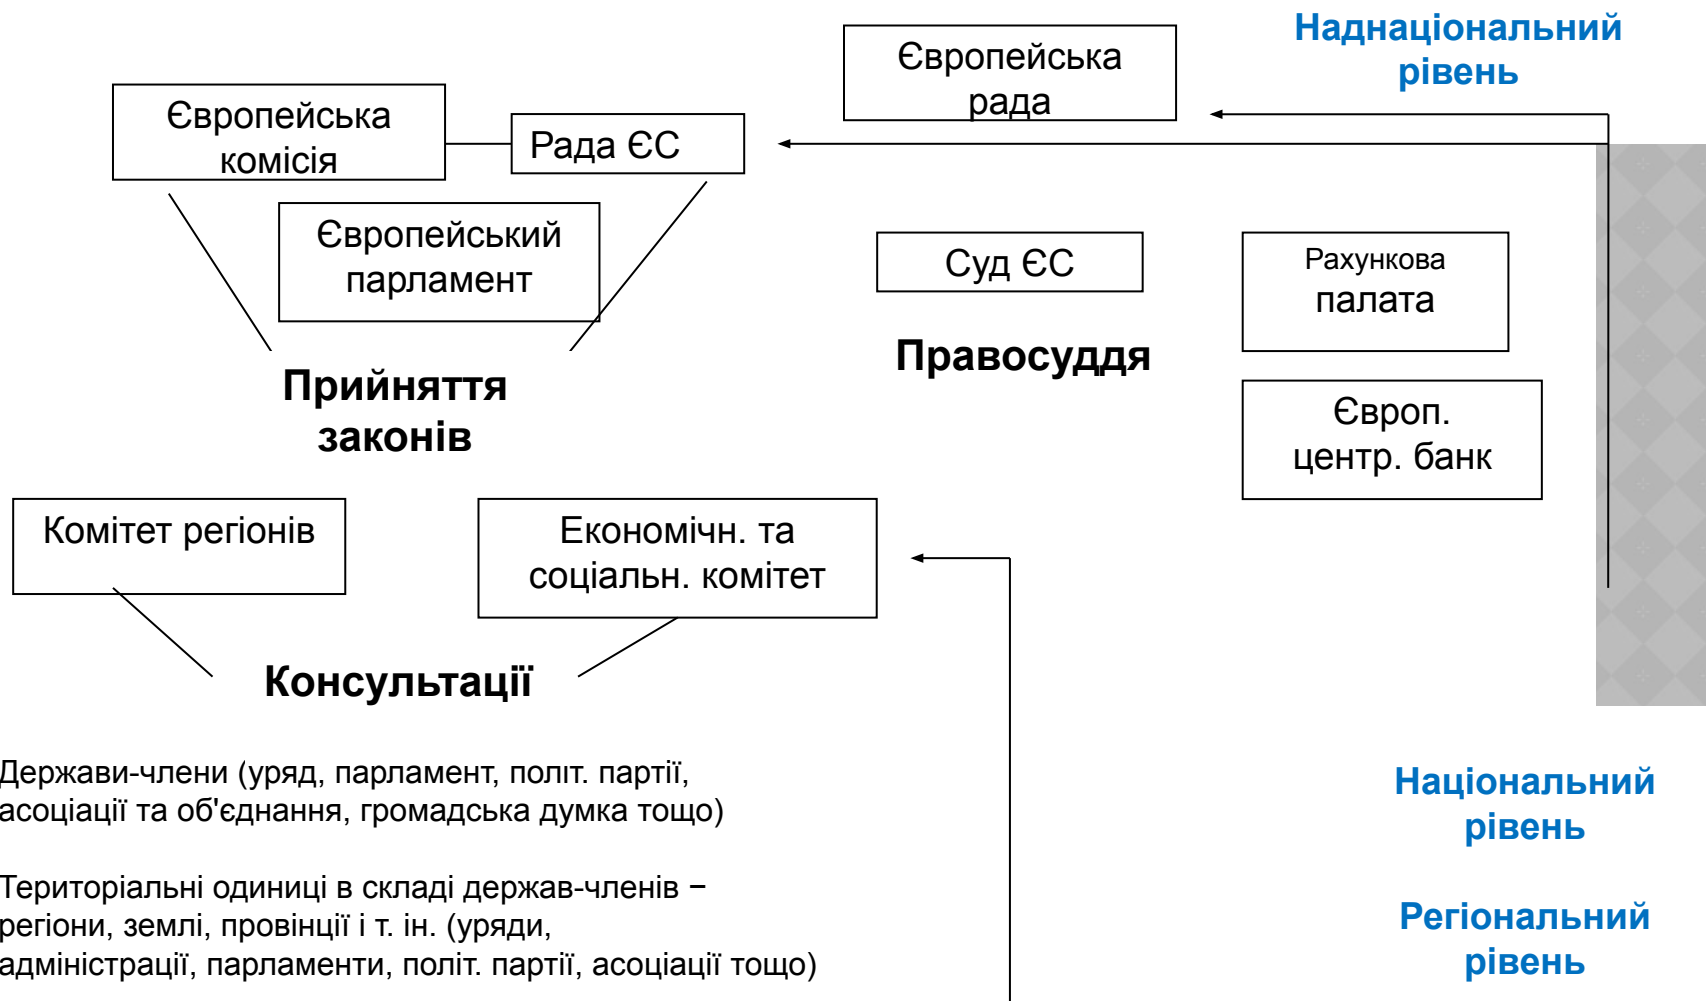 Наднаціональний
рівень
Європейська
рада
Європейська
комісія
Рада ЄС
Європейський
парламент
Суд ЄС
Рахункова
палата
Правосуддя
Прийняття
законів
Європ.
центр. банк
Комітет регіонів
Економічн. та
соціальн. комітет
Консультації
Держави-члени (уряд, парламент, політ. партії,
асоціації та об'єднання, громадська думка тощо)
Національний
рівень
Територіальні одиниці в складі держав-членів −
регіони, землі, провінції і т. ін. (уряди,
адміністрації, парламенти, політ. партії, асоціації тощо)
Регіональний
рівень